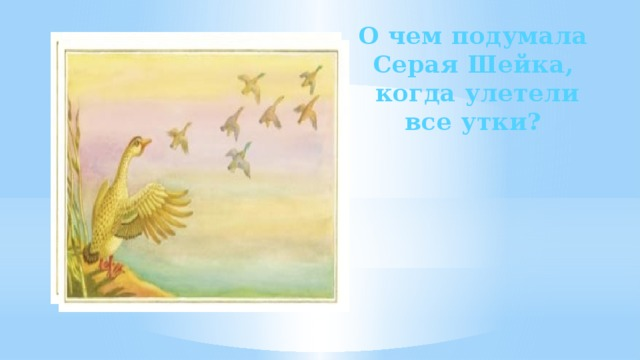 О чем подумала
Серая Шейка,
когда улетели
все утки?